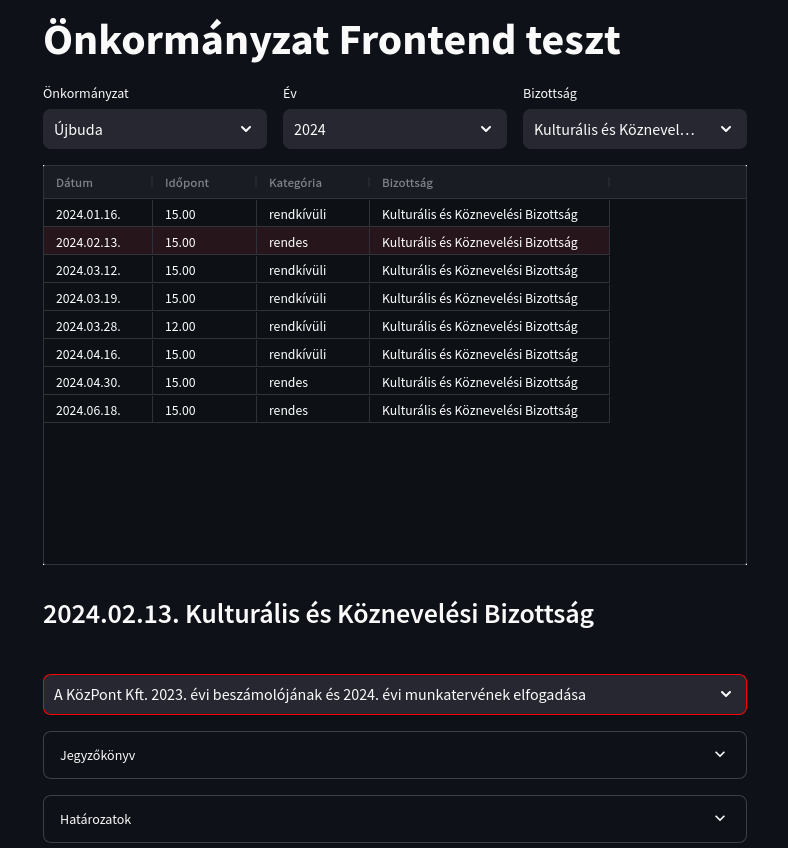 Önkormányzat Frontend teszt
Önkormányzat Év Bizottság
Újbuda 2024 Kulturális és Köznevel…
Dátum Időpont Kategória Bizottság
2024.01.16. 15.00 rendkívüli Kulturális és Köznevelési Bizottság
2024.02.13. 15.00 rendes Kulturális és Köznevelési Bizottság
2024.03.12. 15.00 rendkívüli Kulturális és Köznevelési Bizottság
2024.03.19. 15.00 rendkívüli Kulturális és Köznevelési Bizottság
2024.03.28. 12.00 rendkívüli Kulturális és Köznevelési Bizottság
2024.04.16. 15.00 rendkívüli Kulturális és Köznevelési Bizottság
2024.04.30. 15.00 rendes Kulturális és Köznevelési Bizottság
2024.06.18. 15.00 rendes Kulturális és Köznevelési Bizottság
2024.02.13. Kulturális és Köznevelési Bizottság
A KözPont Kft. 2023. évi beszámolójának és 2024. évi munkatervének elfogadása
Jegyzőkönyv
Határozatok